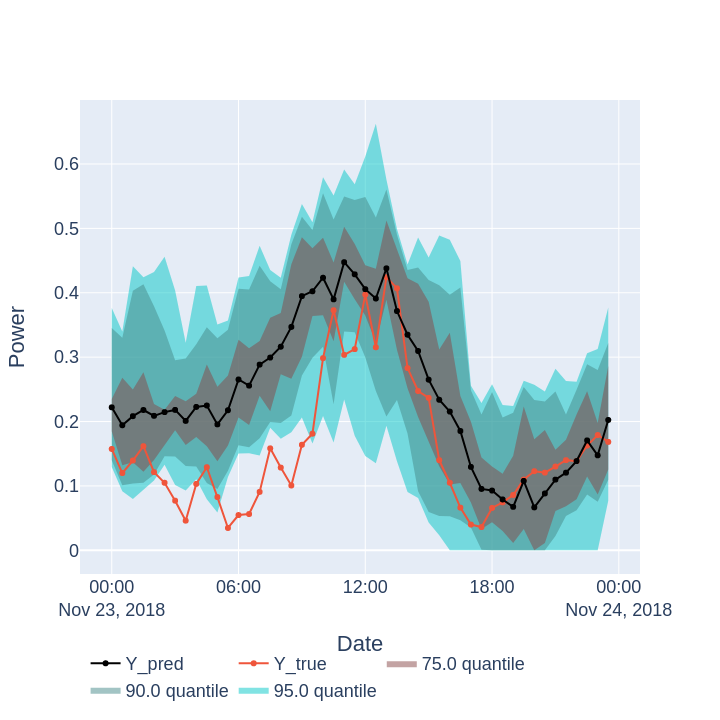 Power
0.6
0.5
0.4
0.3
0.2
0.1
0
00:00 06:00 12:00 18:00 00:00
Nov 23, 2018 Nov 24, 2018
Date
Y_pred Y_true 75.0 quantile
90.0 quantile 95.0 quantile